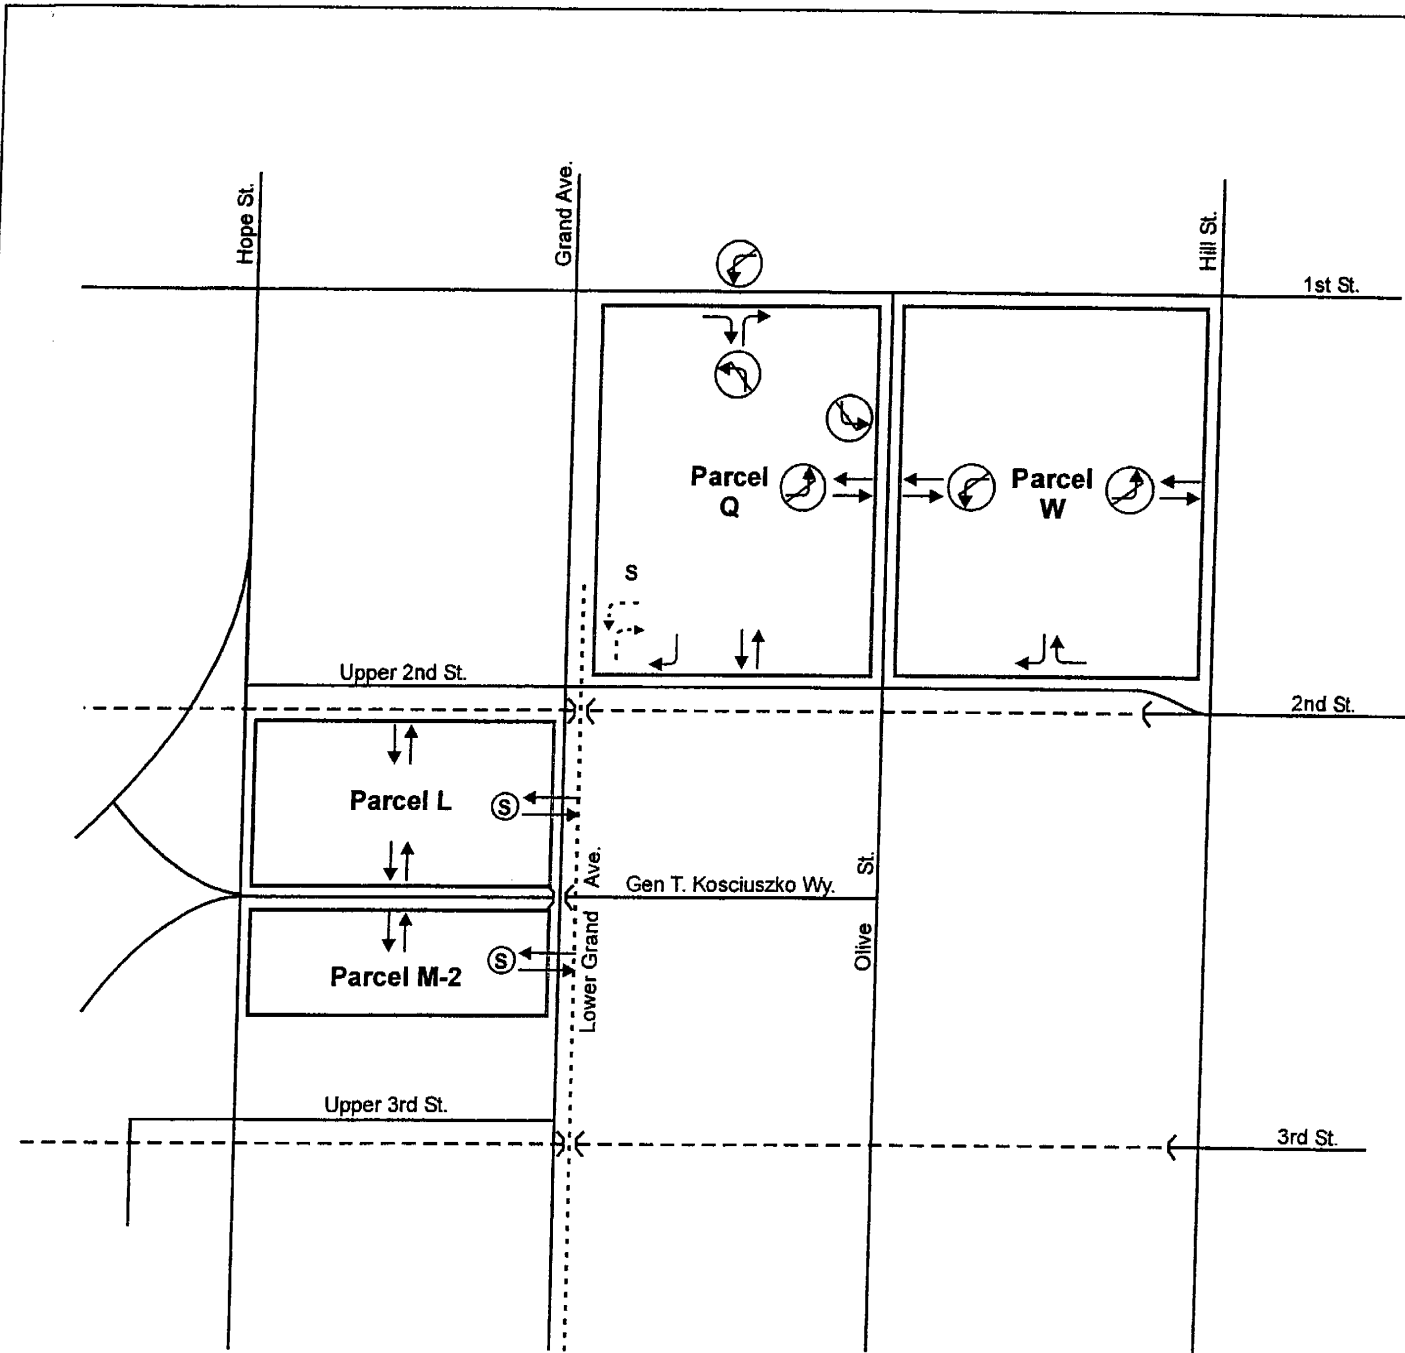 Hope St.
Grand Ave.
Hill St.
1st St.
Parcel
Q
Parcel
W
S
Upper 2nd St.
2nd St.
Parcel L
S
Ave.
Gen T. Kosciuszko Wy.
St.
Parcel M-2
S
Lower Grand
Olive
Upper 3rd St.
3rd St.